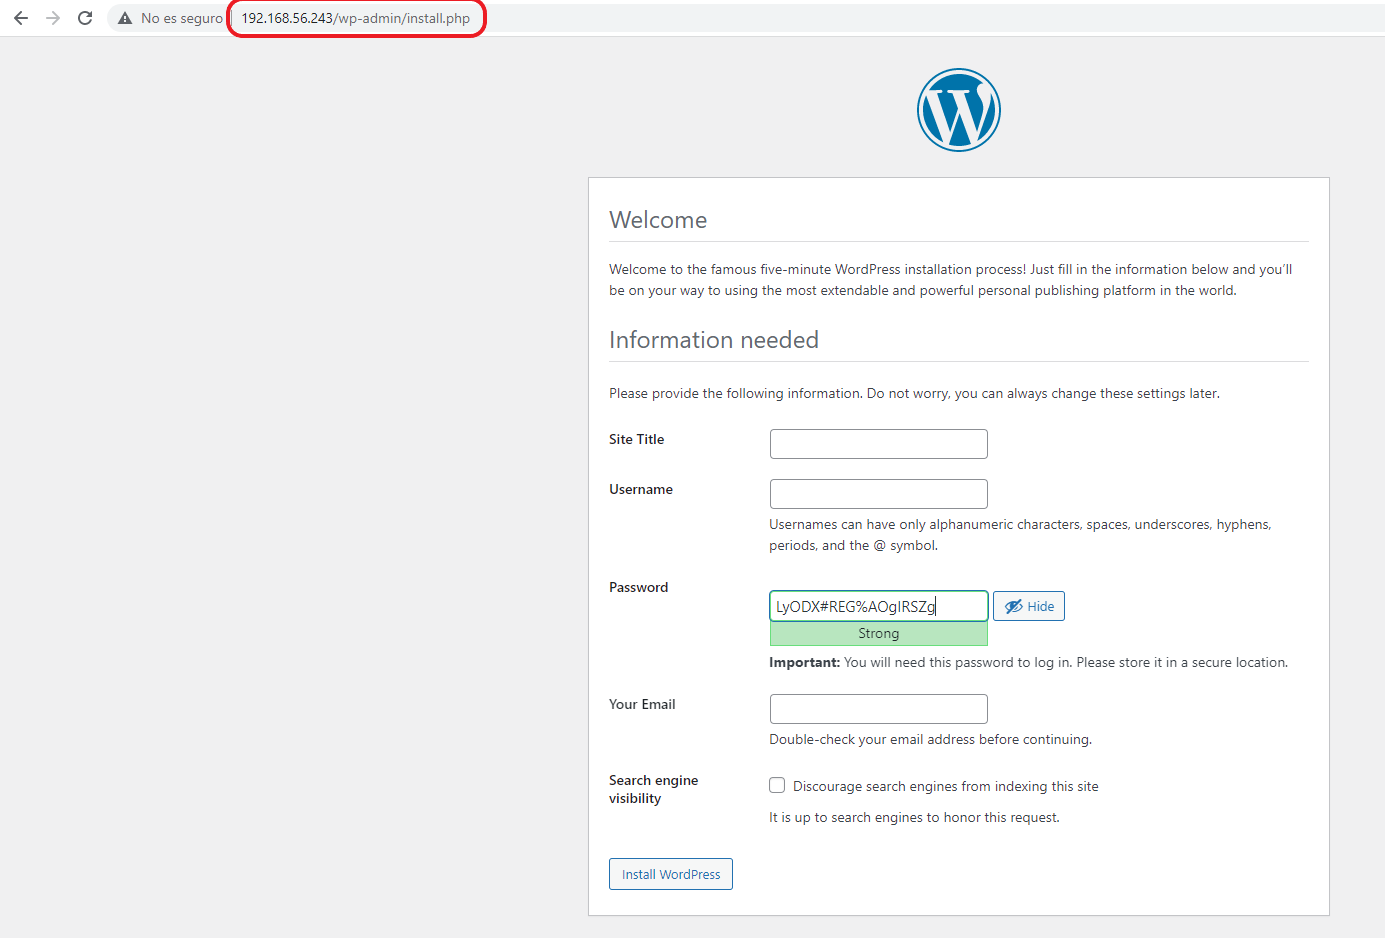 No es seguro 192.168.56.243/wp-admin/install.php
Welcome
Welcome to the famous five-minute WordPress installation process! Just fill in the information below and you’ll
be on your way to using the most extendable and powerful personal publishing platform in the world.
Information needed
Please provide the following information. Do not worry, you can always change these settings later.
Site Title
Username
Usernames can have only alphanumeric characters, spaces, underscores, hyphens,
periods, and the @ symbol.
Password
LyODX#REG%AOgIRSZg
Hide
Strong
Important: You will need this password to log in. Please store it in a secure location.
Your Email
Double-check your email address before continuing.
Search engine
visibility
Discourage search engines from indexing this site
It is up to search engines to honor this request.
Install WordPress